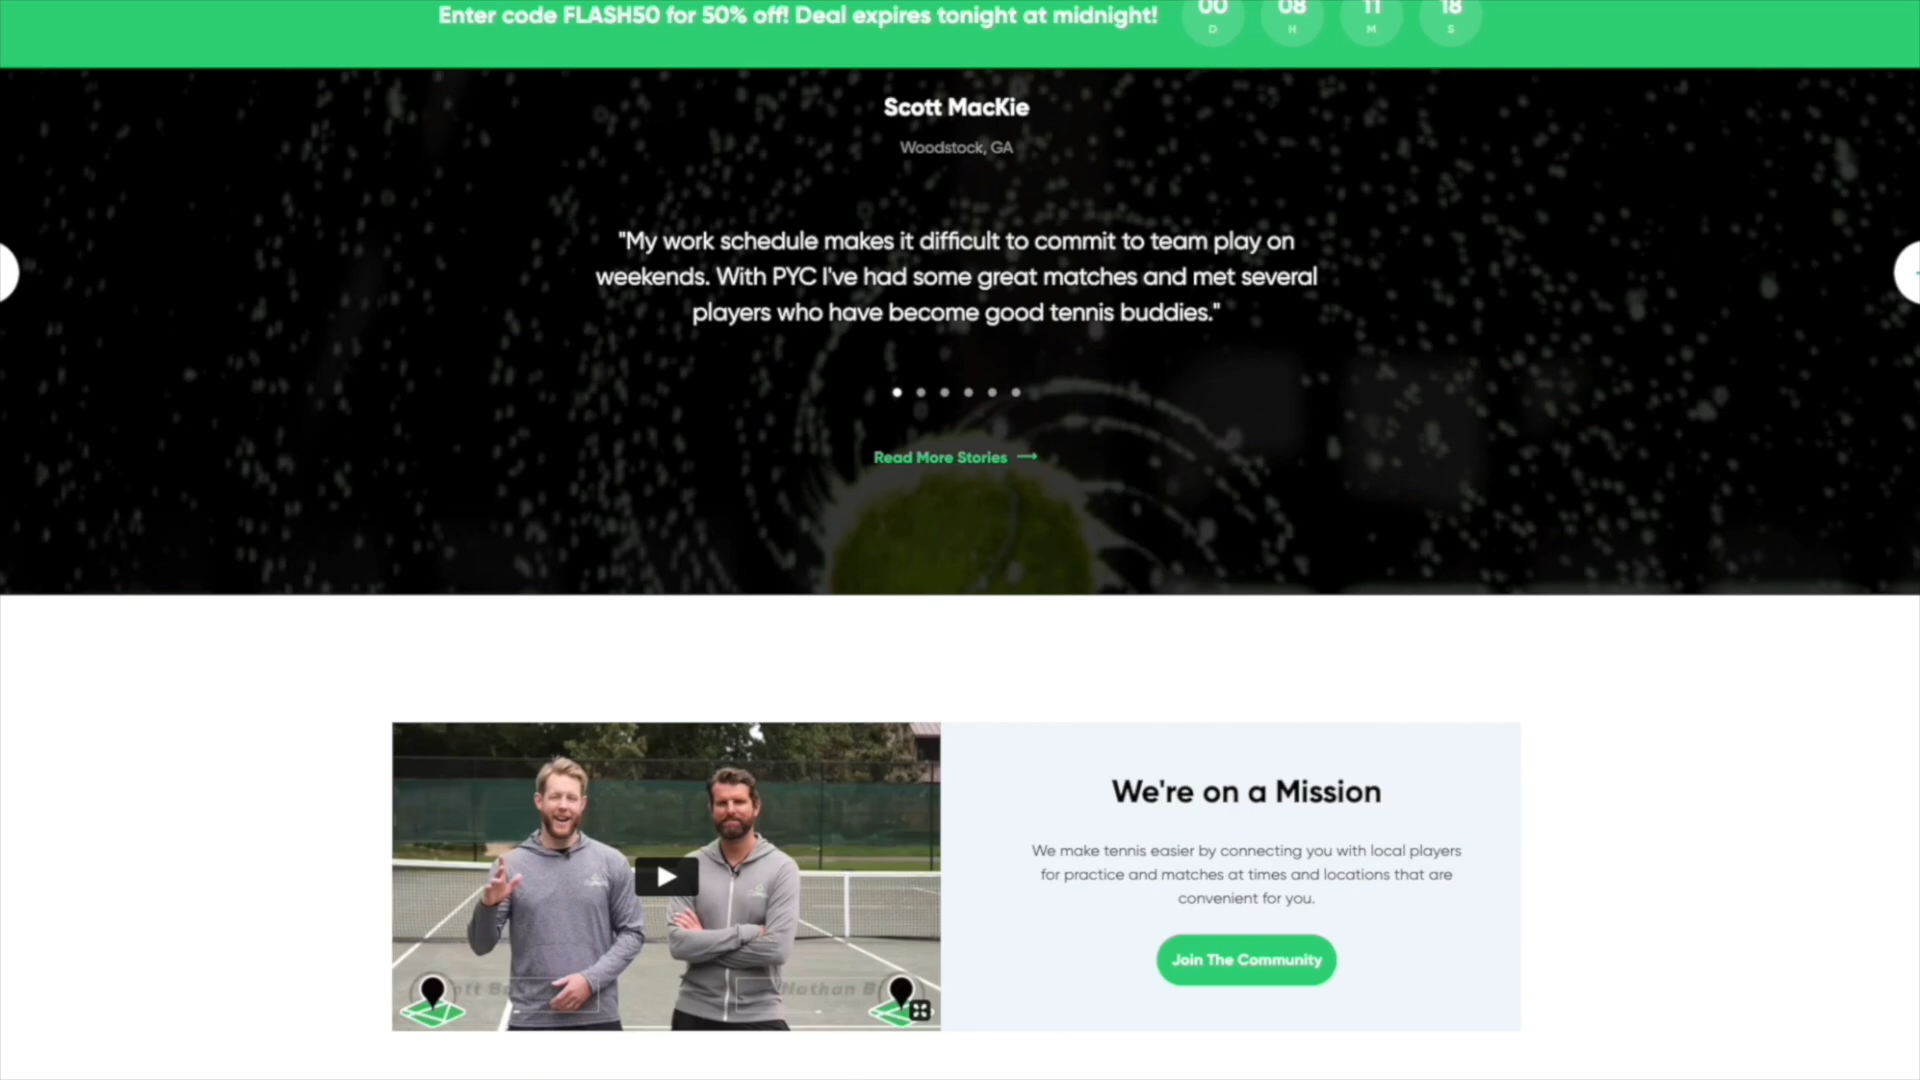 Enter code FLASH50 for 50% off! Deal expires tonight at midnight!
00 08 11 18
D H M S
Scott MacKie
Woodstock, GA
"My work schedule makes it difficult to commit to team play on
weekends. With PYC I've had some great matches and met several
players who have become good tennis buddies."
Read More Stories
We're on a Mission
We make tennis easier by connecting you with local players
for practice and matches at times and locations that are
convenient for you.
Join The Community
Nathan